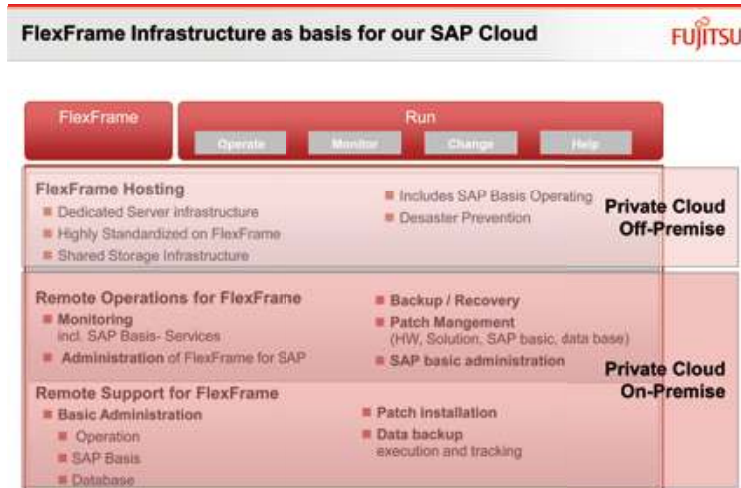 FlexFrame Infrastructure as basis for our SAP Cloud
FUJITSU
FlexFrame
Run
Operate
Monitor
Change
Help
FlexFrame Hosting
Dedicated Server infrastructure
Highly Standardized on FlexFrame
Shared Storage Infrastructure
Includes SAP Basis Operating
Desaster Prevention
Private Cloud
Off-Premise
Remote Operations for FlexFrame
Monitoring
incl. SAP Basis- Services
Administration of FlexFrame for SAP
Backup / Recovery
Patch Mangement
(HW, Solution, SAP basic, data base)
SAP basic administration
Private Cloud
On-Premise
Remote Support for FlexFrame
Basic Administration
Operation
SAP Basis
Database
Patch installation
Data backup
execution and tracking